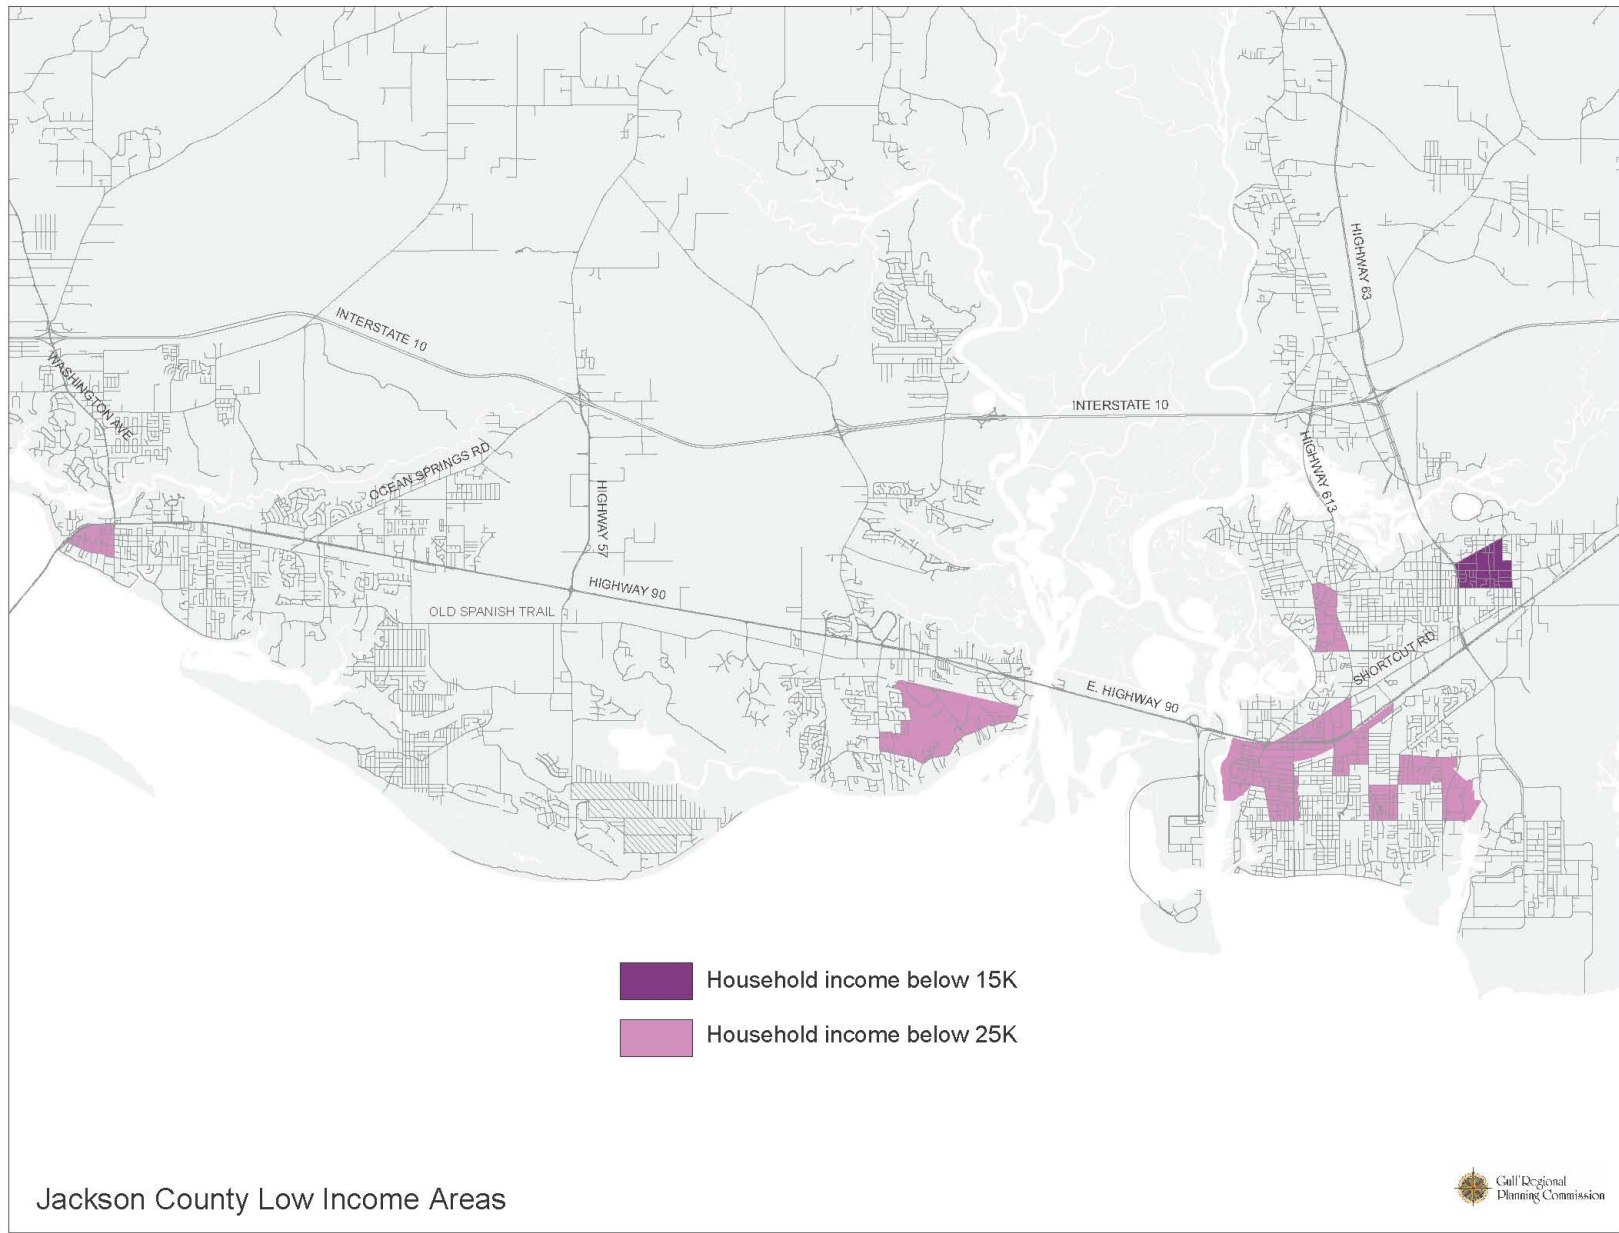 HIGHWAY 63
INTERSTATE 10
WASHINGTON AVE
INTERSTATE 10
OCEAN SPRINGS RD
HIGHWAY 613
HIGHWAY 57
HIGHWAY 90
OLD SPANISH TRAIL
SHORTCUT RD
E. HIGHWAY 90
Household income below 15K
Household income below 25K
Jackson County Low Income Areas
Gulf Regional
Planning Commission